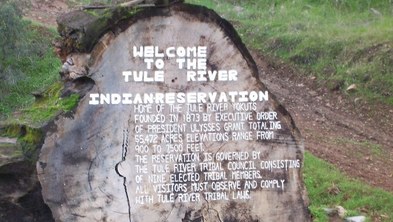 WELCOME
TO THE
TULE RIVER
INDIAN RESERVATION
HOME OF THE TULE RIVER YOKUTS
FOUNDED IN 1873 BY EXECUTIVE ORDER
OF PRESIDENT ULYSSES GRANT TOTALING
55,472 ACRES ELEVATIONS RANGE FROM
900 TO 7500 FEET
THE RESERVATION IS GOVERNED BY
THE TULE RIVER TRIBAL COUNCIL CONSISTING
OF NINE ELECTED TRIBAL MEMBERS.
ALL VISITORS MUST OBSERVE AND COMPLY
WITH TULE RIVER TRIBAL LAWS